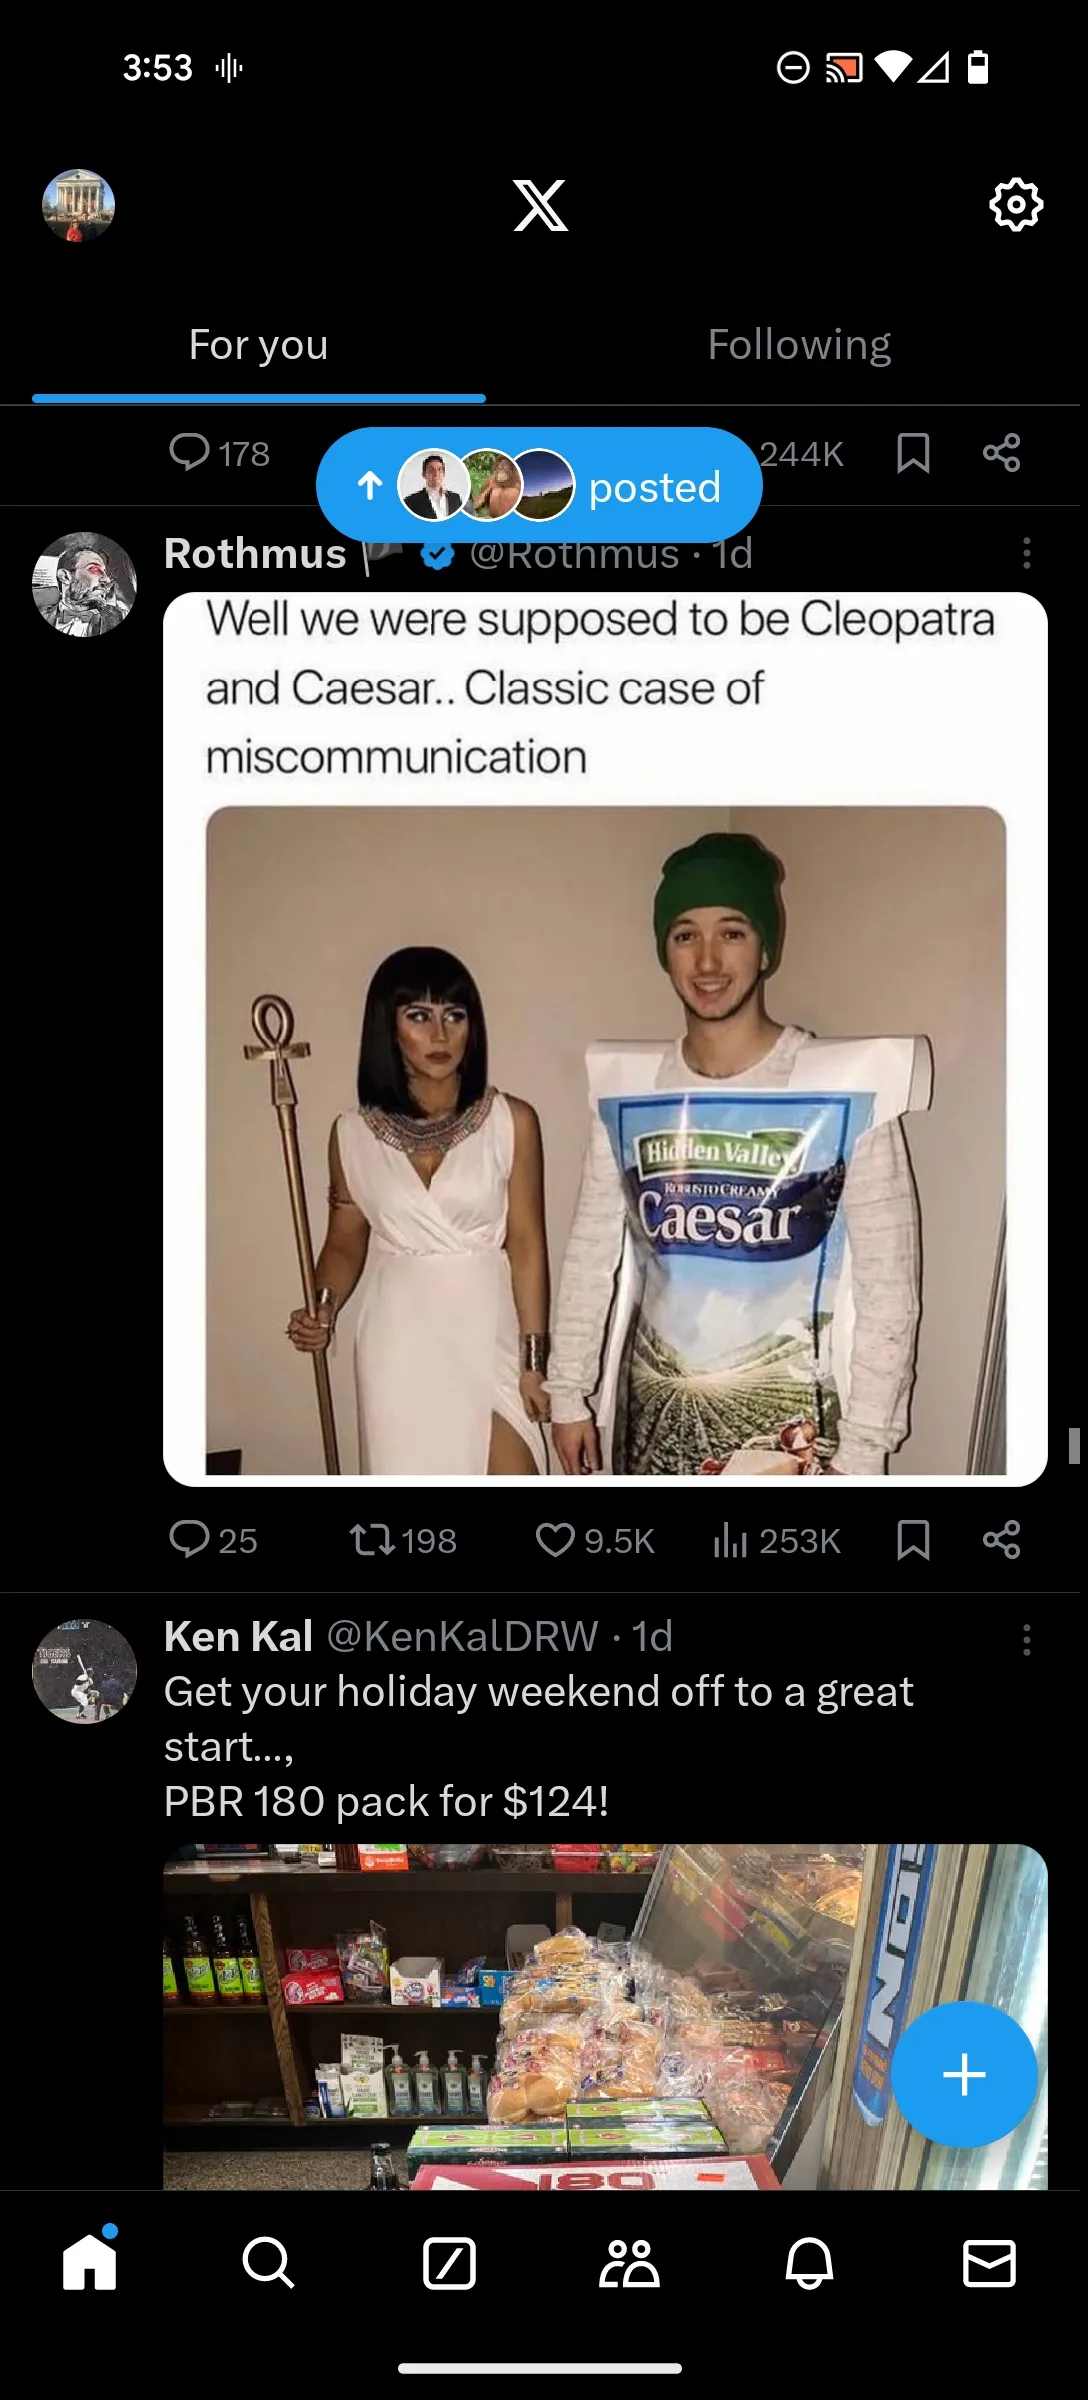 3:53
For you
Following
178
posted
244K
Rothmus @Rothmus · 1d
Well we were supposed to be Cleopatra
and Caesar.. Classic case of
miscommunication
Hidden Valley
Caesar
25
198
9.5K
253K
Ken Kal @KenKalDRW · 1d
Get your holiday weekend off to a great
start...,
PBR 180 pack for $124!
180